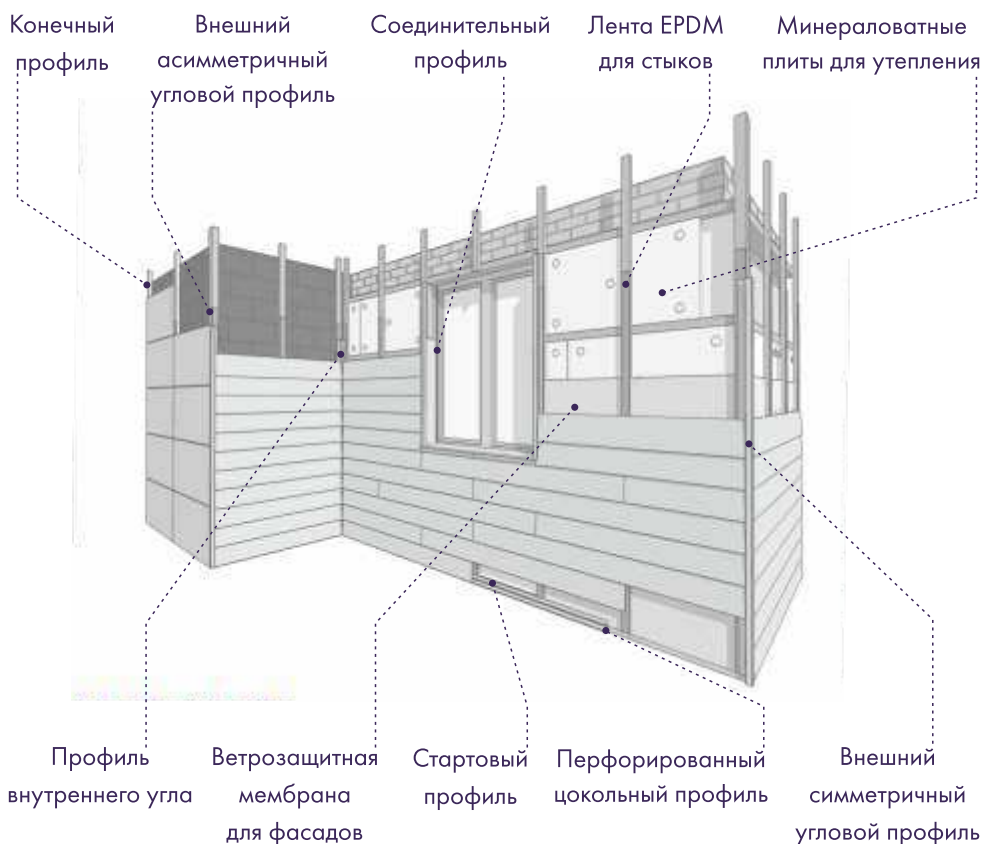 Конечный
профиль
Внешний
асимметричный
угловой профиль
Соединительный
профиль
Лента EPDM
для стыков
Минераловатные
плиты для утепления
Профиль
внутреннего угла
Ветрозащитная
мембрана
для фасадов
Стартовый
профиль
Перфорированный
цокольный профиль
Внешний
симметричный
угловой профиль